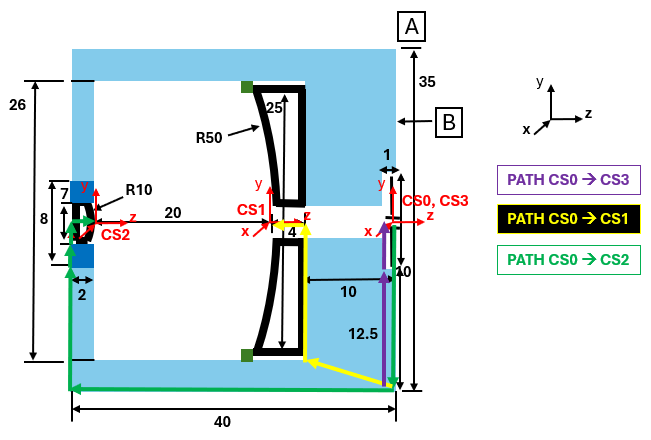 A
35
26
25
R50
B
y
z
x
1
7
R10
y
y
y
PATH CS0 → CS3
8
20
CS1
z
z
CS0, CS3
z
PATH CS0 → CS1
x
4
x
CS2
PATH CS0 → CS2
2
10
10
12.5
40